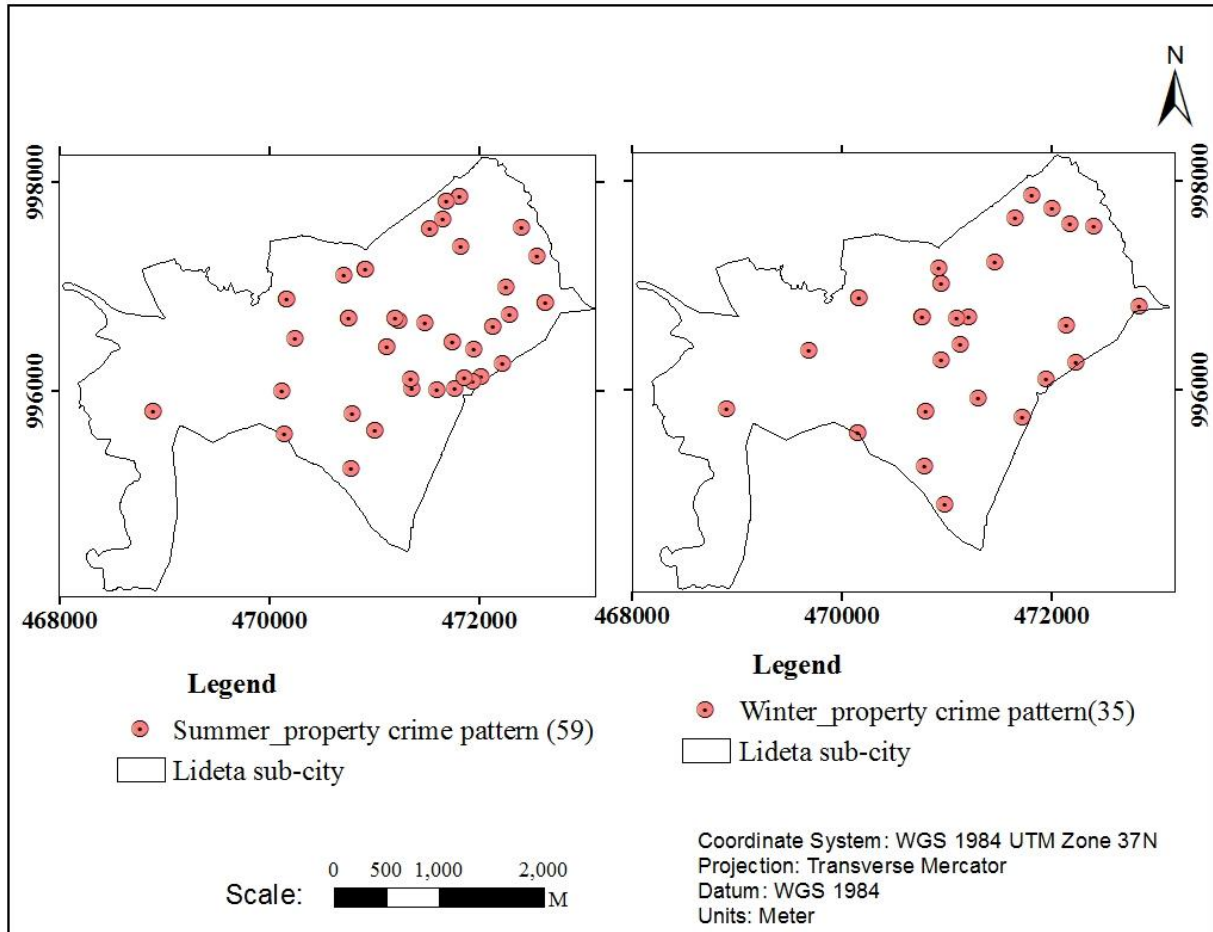 N
998000
996000
468000
470000
472000
998000
996000
468000
470000
472000
Legend
Summer_property crime pattern (59)
Lideta sub-city
Legend
Winter_property crime pattern(35)
Lideta sub-city
Scale:
0 500 1,000 2,000
M
Coordinate System: WGS 1984 UTM Zone 37N
Projection: Transverse Mercator
Datum: WGS 1984
Units: Meter